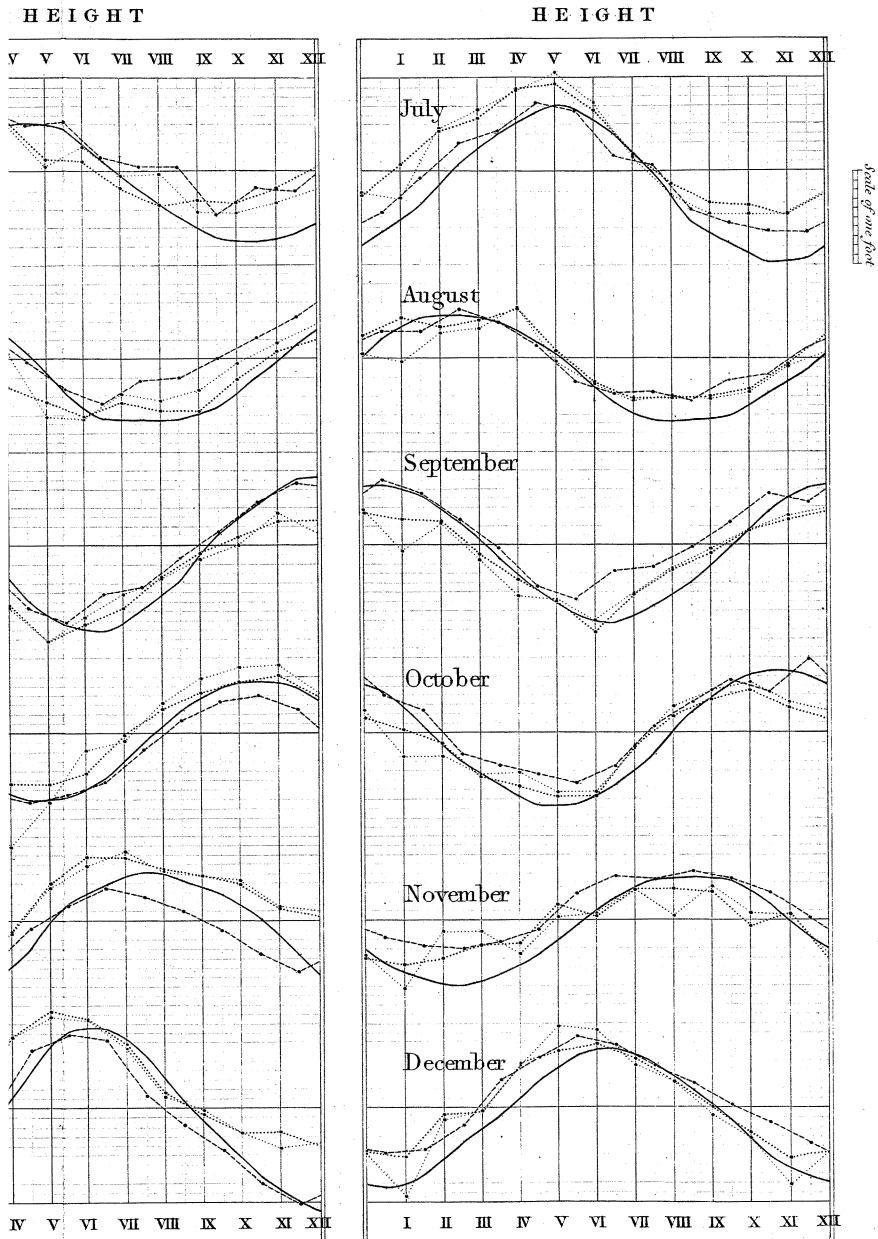 HEIGHT HEIGHT
V V VI VII VIII IX X XI XII I II III IV V VI VII VIII IX X XI XII
July
Scale of one foot
August
September
October
November
December
IV V VI VII VIII IX X XI XII I II III IV V VI VII VIII IX X XI XII